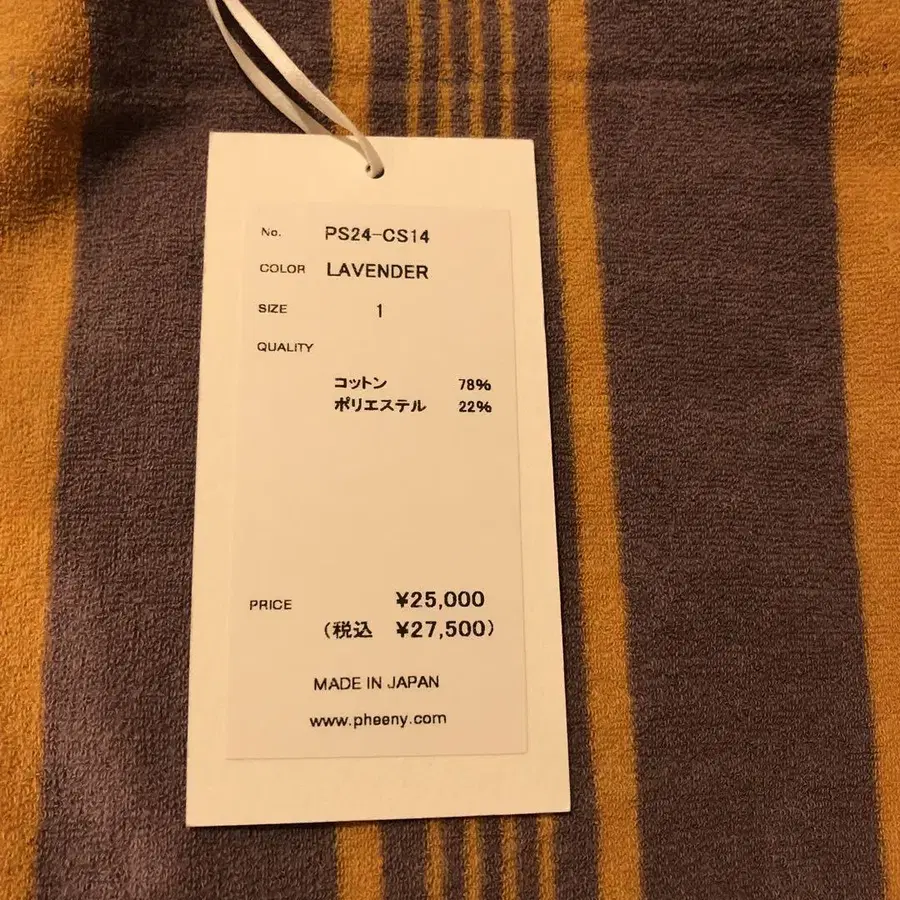 No. PS24-CS14
COLOR LAVENDER
SIZE 1
QUALITY
コットン 78%
ポリエステル 22%
PRICE ¥25,000
(税込 ¥27,500)
MADE IN JAPAN
www.pheeny.com